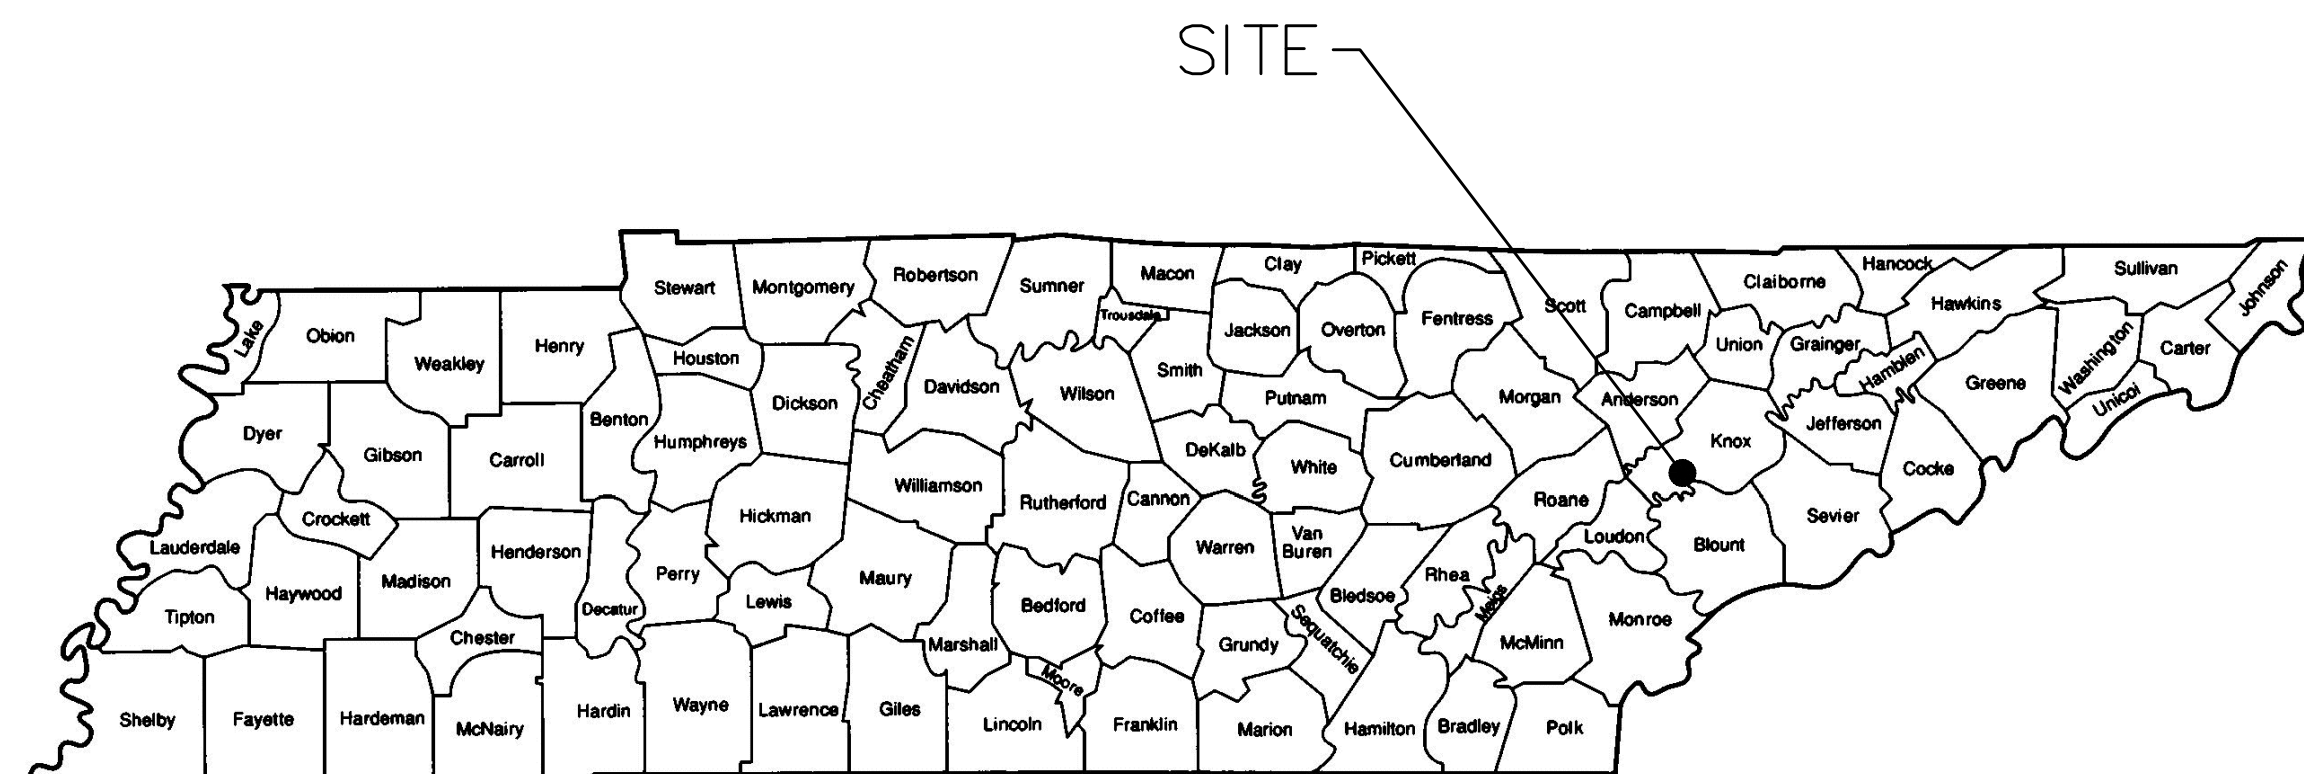 SITE
Lake
Obion
Weakley
Henry
Stewart
Montgomery
Robertson
Sumner
Macon
Trousdale
Clay
Pickett
Jackson
Overton
Fentress
Scott
Campbell
Claiborne
Hancock
Hawkins
Sullivan
Johnson
Carter
Washington
Unicoi
Greene
Hamblen
Grainger
Union
Houston
Benton
Humphreys
Dickson
Cheatham
Davidson
Wilson
Smith
Putnam
Morgan
Anderson
Knox
Jefferson
Cocke
Dyer
Gibson
Carroll
Crockett
Lauderdale
Haywood
Madison
Henderson
Decatur
Perry
Hickman
Williamson
Rutherford
Cannon
DeKalb
White
Cumberland
Roane
Loudon
Blount
Sevier
Warren
Van
Buren
Bledsoe
Rhea
Meigs
McMinn
Monroe
Tipton
Chester
Lewis
Maury
Marshall
Bedford
Coffee
Grundy
Sequatchie
Moore
Shelby
Fayette
Hardeman
McNairy
Hardin
Wayne
Lawrence
Giles
Lincoln
Franklin
Marion
Hamilton
Bradley
Polk